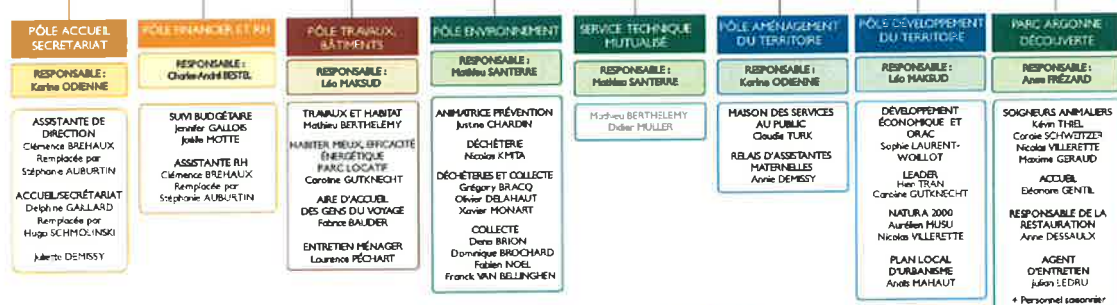 PÔLE ACCUEIL
SECRETARIAT
RESPONSABLE :
Karine ODIENNE
ASSISTANTE DE
DIRECTION
Clémence BREHAUX
Remplacée par
Stéphanie AUBURTIN
ACCUEIL/SECRÉTARIAT
Delphine GAILLARD
Remplacée par
Hugo SCHMOLINSKI
Juliette DEMISSY
PÔLE FINANCIER ET RH
RESPONSABLE :
Charles-André BESTEL
SUIVI BUDGÉTAIRE
Jennifer GALLOIS
Joëlle MOTTE
ASSISTANTE RH
Clémence BREHAUX
Remplacée par
Stéphanie AUBURTIN
PÔLE TRAVAUX,
BÂTIMENTS
RESPONSABLE :
Léo MAKSUD
TRAVAUX ET HABITAT
Mathieu BERTHELEMY
HABITER MIEUX, EFFICACITÉ
ÉNERGÉTIQUE
PARC LOCATIF
Caroline GUTKNECHT
AIRE D'ACCUEIL
DES GENS DU VOYAGE
Fabrice BAUDER
ENTRETIEN MÉNAGER
Laurence PÉCHART
PÔLE ENVIRONNEMENT
RESPONSABLE :
Mathieu SANTERRE
ANIMATRICE PRÉVENTION
Justine CHARDIN
DÉCHÈTERIE
Nicolas KMITA
DÉCHÈTERIES ET COLLECTE
Grégory BRACQ
Olivier DELAHAUT
Xavier MONART
COLLECTE
Denis BRION
Dominique BROCHARD
Fabien NOEL
Franck VAN BELLINGHEN
SERVICE TECHNIQUE
MUTUALISÉ
RESPONSABLE :
Mathieu SANTERRE
Mathieu BERTHELEMY
Didier MULLER
PÔLE AMÉNAGEMENT
DU TERRITOIRE
RESPONSABLE :
Karine ODIENNE
MAISON DES SERVICES
AU PUBLIC
Claudie TURK
RELAIS D'ASSISTANTES
MATERNELLES
Annie DEMISSY
PÔLE DÉVELOPPEMENT
DU TERRITOIRE
RESPONSABLE :
Léo MAKSUD
DÉVELOPPEMENT
ÉCONOMIQUE ET
ORAC
Sophie LAURENT-
WOILLOT
LEADER
Hien TRAN
Caroline GUTKNECHT
NATURA 2000
Aurélien MUSU
Nicolas VILLERETTE
PLAN LOCAL
D'URBANISME
Anaïs MAHAUT
PARC ARGONNE
DÉCOUVERTE
RESPONSABLE :
Anne FRÉZARD
SOIGNEURS ANIMALIERS
Kévin THIEL
Coralie SCHWEITZER
Nicolas VILLERETTE
Maxime GERAUD
ACCUEIL
Eléonore GENTIL
RESPONSABLE DE LA
RESTAURATION
Anne DESSAULX
AGENT
D'ENTRETIEN
Julian LEDRU
+ Personnel saisonnier